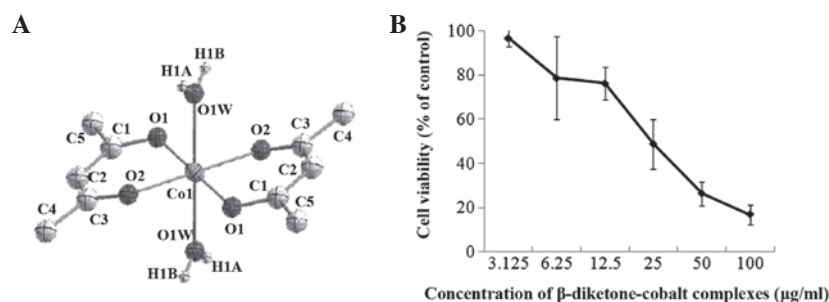 A
H1B
H1A
O1W
C5
C1
O1
O2
C3
C4
C2
C2
O2
Co1
C1
C5
C4
C3
O1
O1W
H1B
H1A
B
Cell viability (% of control)
100
80
60
40
20
0
3.125 6.25 12.5 25 50 100
Concentration of β-diketone-cobalt complexes (µg/ml)